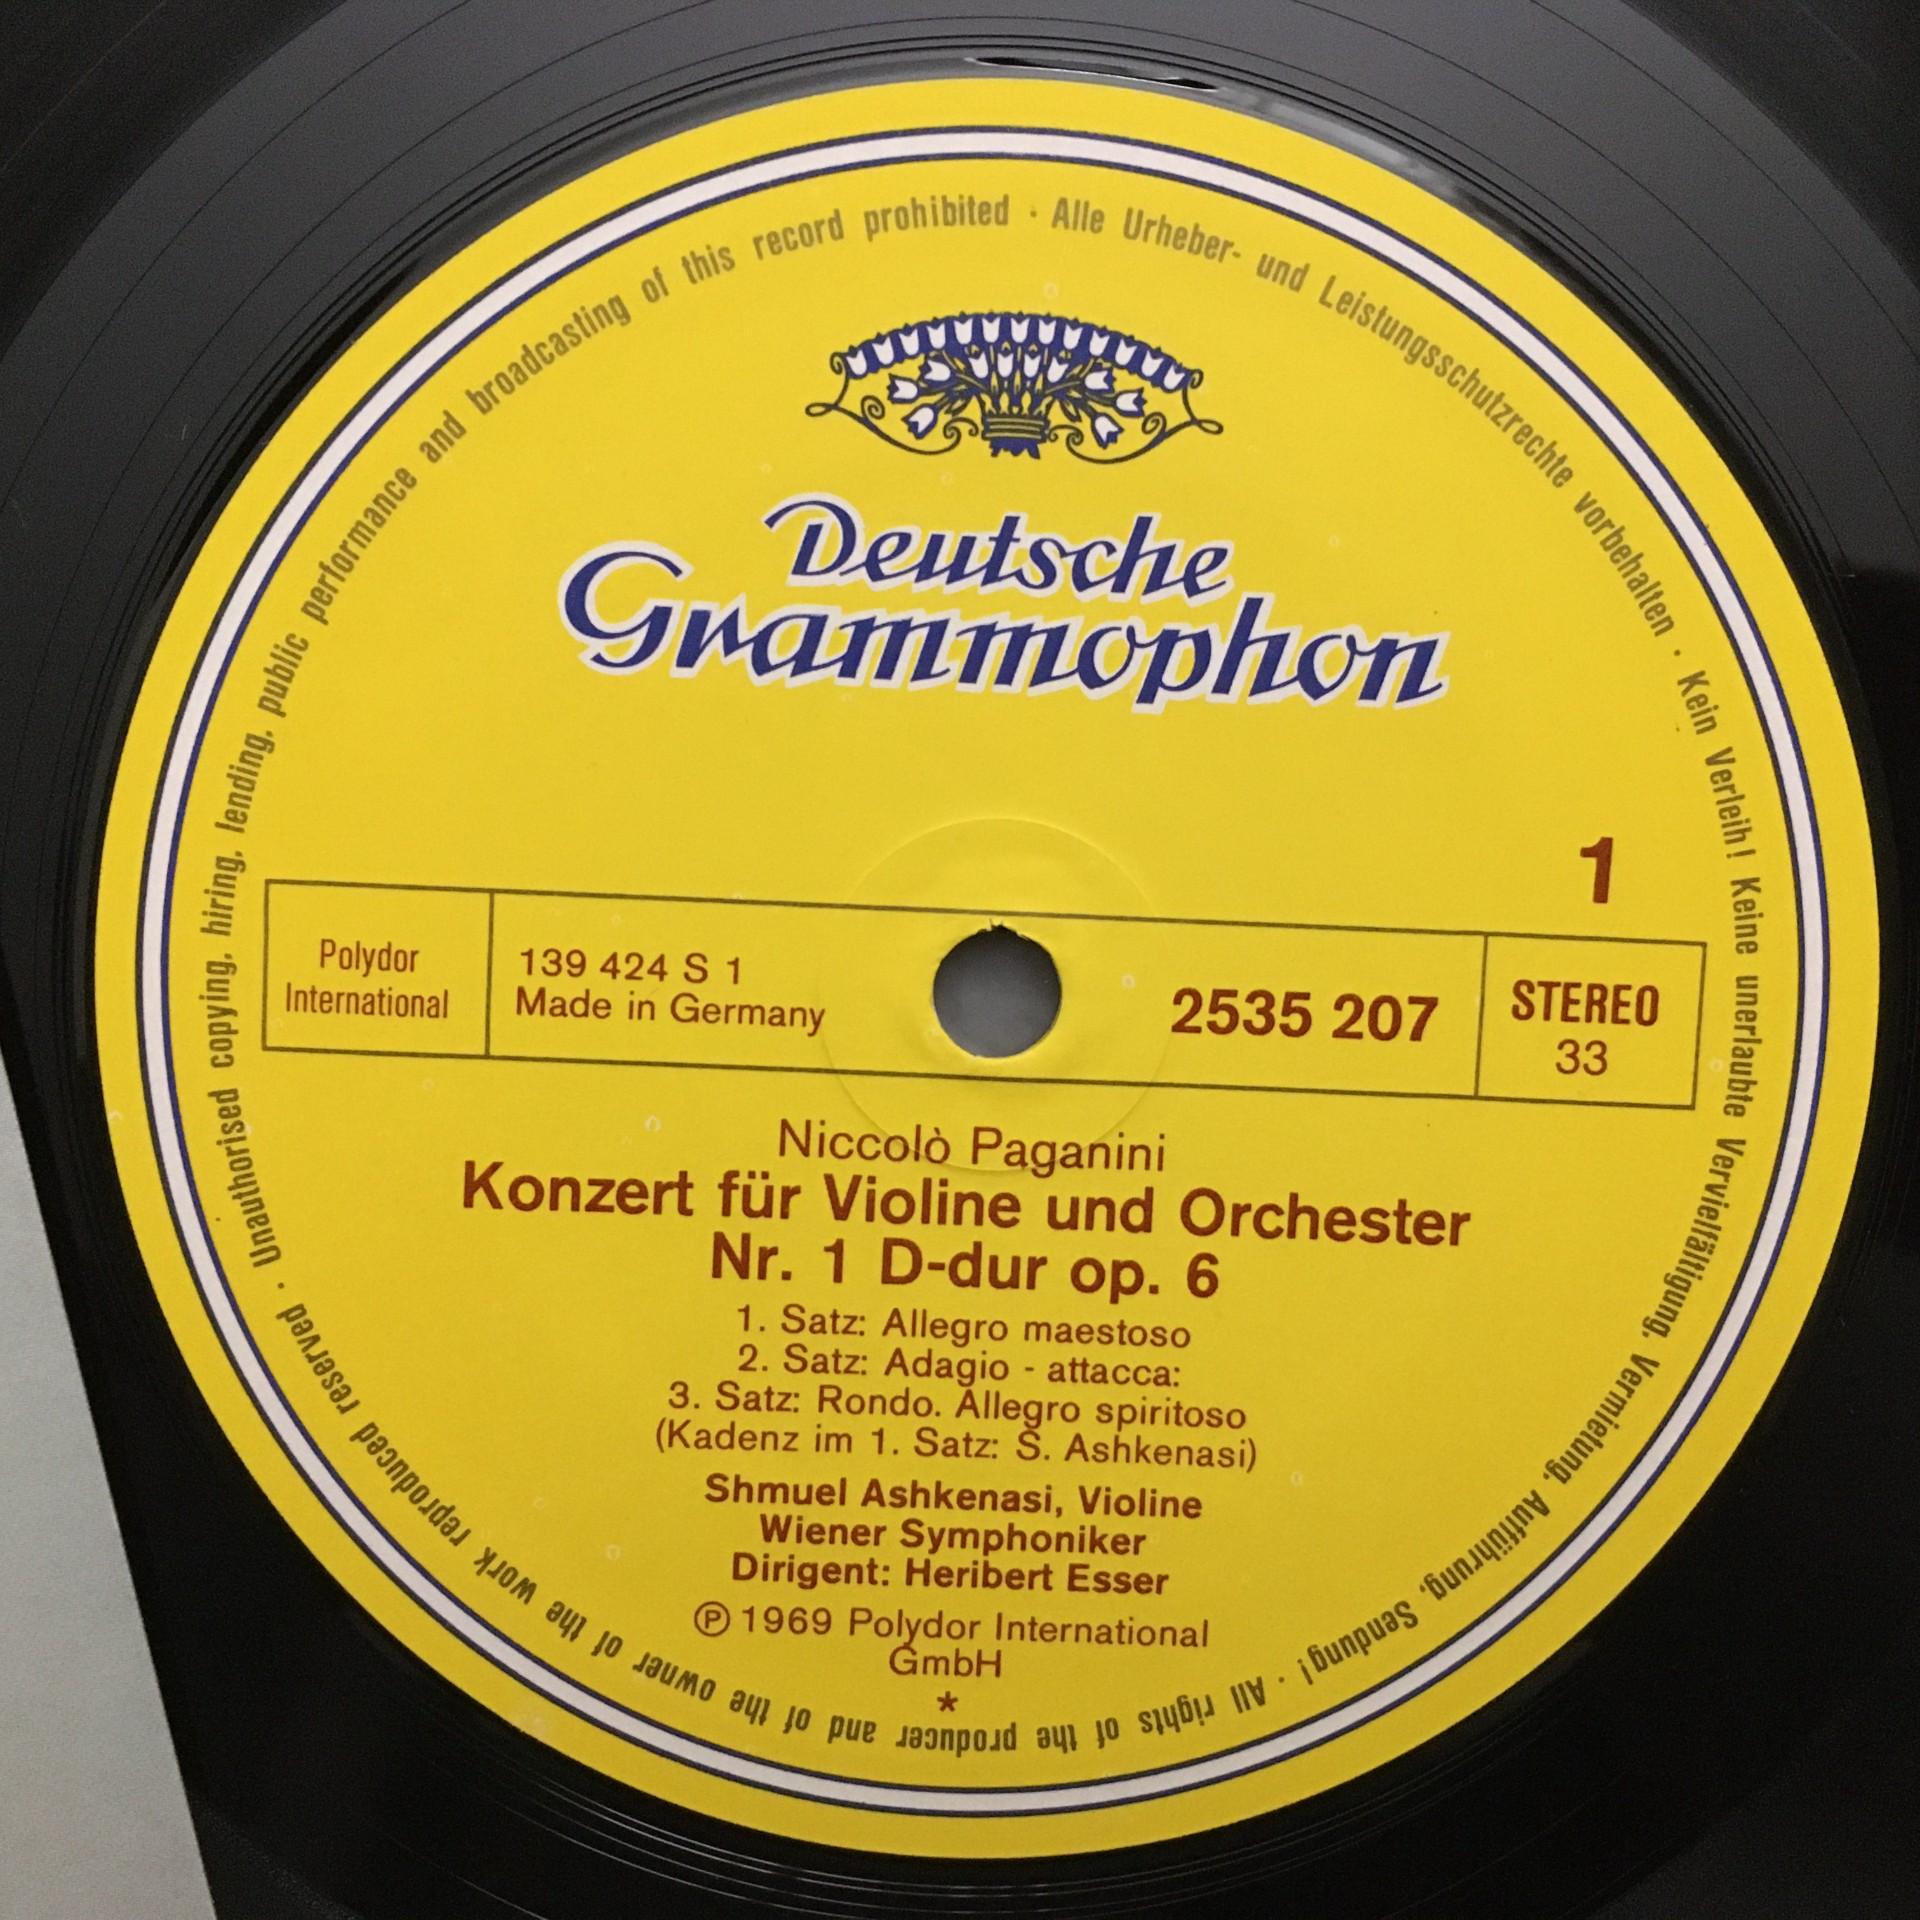 Deutsche
Grammophon
1
Polydor
International
139 424 S 1
Made in Germany
2535 207
STEREO
33
Niccolò Paganini
Konzert für Violine und Orchester
Nr. 1 D-dur op. 6
1. Satz: Allegro maestoso
2. Satz: Adagio - attacca:
3. Satz: Rondo. Allegro spiritoso
(Kadenz im 1. Satz: S. Ashkenasi)
Shmuel Ashkenasi, Violine
Wiener Symphoniker
Dirigent: Heribert Esser
Ⓟ 1969 Polydor International
GmbH
*
Alle Urheber- und Leistungsschutzrechte vorbehalten · Kein Verleih! Keine unerlaubte Vervielfältigung, Vermietung, Aufführung, Sendung! · All rights of the producer and of the owner of the work reproduced reserved · Unauthorised copying, hiring, lending, public performance and broadcasting of this record prohibited ·